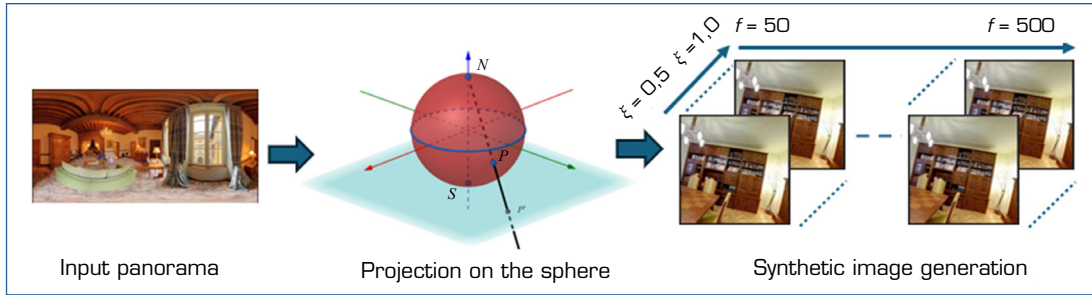 ξ = 0,5 ξ = 1,0
f = 50
f = 500
N
P
S
P'
Input panorama
Projection on the sphere
Synthetic image generation